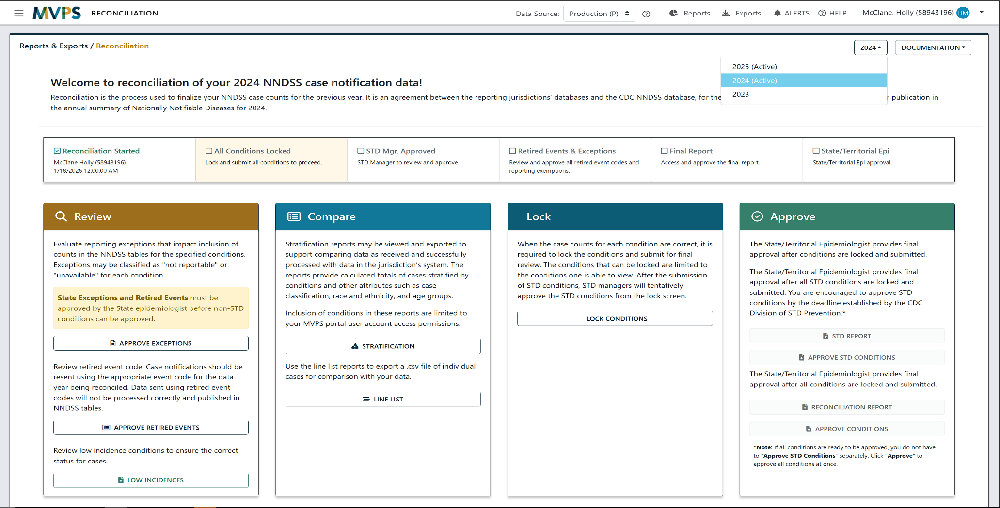 MVPS RECONCILIATION
Data Source: Production (P)
Reports
Exports
ALERTS
HELP
McClane, Holly (58943196) HM
Reports & Exports / Reconciliation
2024
DOCUMENTATION
2025 (Active)
2024 (Active)
2023
Welcome to reconciliation of your 2024 NNDSS case notification data!
Reconciliation is the process used to finalize your NNDSS case counts for the previous year. It is an agreement between the reporting jurisdictions’ databases and the CDC NNDSS database, for the r publication in
the annual summary of Nationally Notifiable Diseases for 2024.
Reconciliation Started
McClane Holly (58943196)
1/18/2026 12:00:00 AM
All Conditions Locked
Lock and submit all conditions to proceed.
STD Mgr. Approved
STD Manager to review and approve.
Retired Events & Exceptions
Review and approve all retired event codes and
reporting exemptions.
Final Report
Access and approve the final report.
State/Territorial Epi
State/Territorial Epi approval.
Review
Evaluate reporting exceptions that impact inclusion of
counts in the NNDSS tables for the specified conditions.
Exceptions may be classified as "not reportable" or
"unavailable" for each condition.
State Exceptions and Retired Events must be
approved by the State epidemiologist before non-STD
conditions can be approved.
APPROVE EXCEPTIONS
Review retired event code. Case notifications should be
resent using the appropriate event code for the data
year being reconciled. Data sent using retired event
codes will not be processed correctly and published in
NNDSS tables.
APPROVE RETIRED EVENTS
Review low incidence conditions to ensure the correct
status for cases.
LOW INCIDENCES
Compare
Stratification reports may be viewed and exported to
support comparing data as received and successfully
processed with data in the jurisdiction’s system. The
reports provide calculated totals of cases stratified by
conditions and other attributes such as case
classification, race and ethnicity, and age groups.
Inclusion of conditions in these reports are limited to
your MVPS portal user account access permissions.
STRATIFICATION
Use the line list reports to export a .csv file of individual
cases for comparison with your data.
LINE LIST
Lock
When the case counts for each condition are correct, it is
required to lock the conditions and submit for final
review. The conditions that can be locked are limited to
the conditions one is able to view. After the submission
of STD conditions, STD managers will tentatively
approve the STD conditions from the lock screen.
LOCK CONDITIONS
Approve
The State/Territorial Epidemiologist provides final
approval after conditions are locked and submitted.
The State/Territorial Epidemiologist provides final
approval after all STD conditions are locked and
submitted. You are encouraged to approve STD
conditions by the deadline established by the CDC
Division of STD Prevention.*
STD REPORT
APPROVE STD CONDITIONS
The State/Territorial Epidemiologist provides final
approval after all conditions are locked and submitted.
RECONCILIATION REPORT
APPROVE CONDITIONS
*Note: If all conditions are ready to be approved, you do not have
to "Approve STD Conditions" separately. Click "Approve" to
approve all conditions at once.